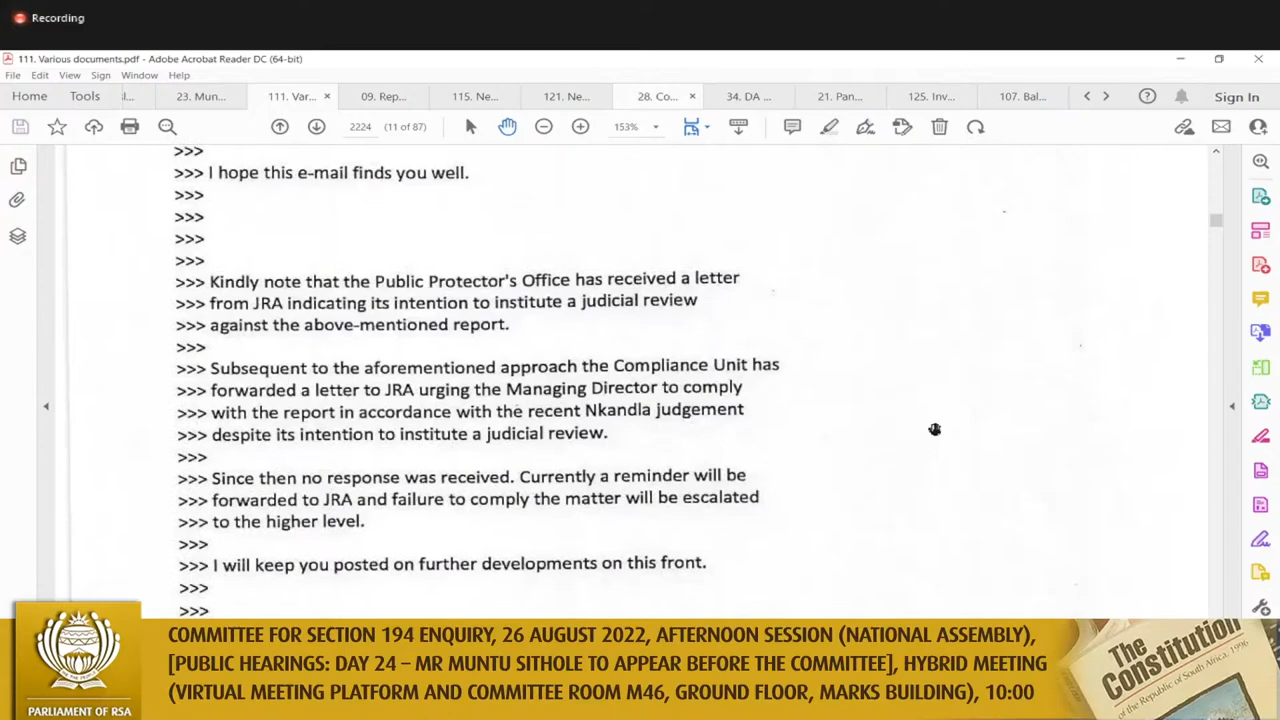 Recording
111. Various documents.pdf - Adobe Acrobat Reader DC (64-bit)
File Edit View Sign Window Help
Home Tools l... 23. Mun... 111. Var... × 09. Rep... 115. Ne... 121. Ne... 28. Co... × 34. DA ... 21. Pan... 125. Inv... 107. Bal... Sign In
2224 (11 of 87) 153%
>>>
>>> I hope this e-mail finds you well.
>>>
>>>
>>>
>>>
>>> Kindly note that the Public Protector's Office has received a letter
>>> from JRA indicating its intention to institute a judicial review
>>> against the above-mentioned report.
>>>
>>> Subsequent to the aforementioned approach the Compliance Unit has
>>> forwarded a letter to JRA urging the Managing Director to comply
>>> with the report in accordance with the recent Nkandla judgement
>>> despite its intention to institute a judicial review.
>>>
>>> Since then no response was received. Currently a reminder will be
>>> forwarded to JRA and failure to comply the matter will be escalated
>>> to the higher level.
>>>
>>> I will keep you posted on further developments on this front.
>>>
>>>
COMMITTEE FOR SECTION 194 ENQUIRY, 26 AUGUST 2022, AFTERNOON SESSION (NATIONAL ASSEMBLY),
[PUBLIC HEARINGS: DAY 24 – MR MUNTU SITHOLE TO APPEAR BEFORE THE COMMITTEE], HYBRID MEETING
(VIRTUAL MEETING PLATFORM AND COMMITTEE ROOM M46, GROUND FLOOR, MARKS BUILDING), 10:00
PARLIAMENT OF RSA
The
Constitution
of the Republic of South Africa, 1996